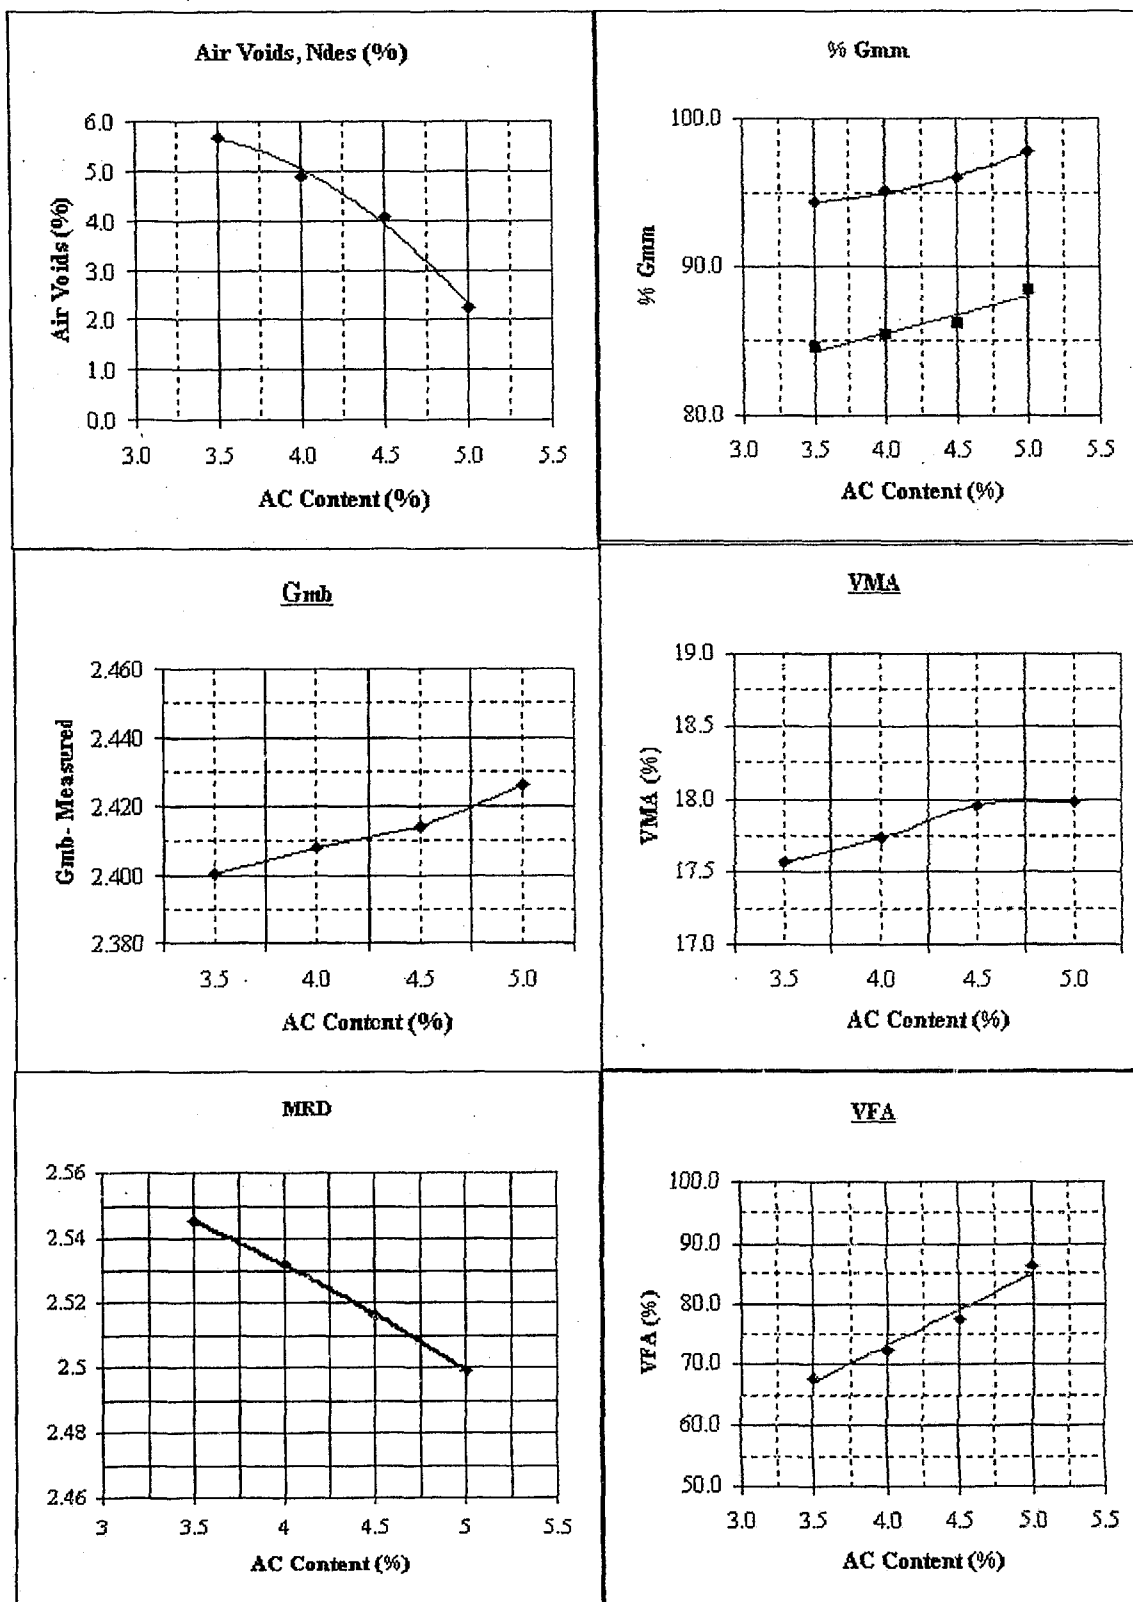 Air Voids, Ndes (%)
Air Voids (%)
6.0
5.0
4.0
3.0
2.0
1.0
0.0
3.0 3.5 4.0 4.5 5.0 5.5
AC Content (%)
% Gmm
% Gmm
100.0
90.0
80.0
3.0 3.5 4.0 4.5 5.0 5.5
AC Content (%)
Gmb
Gmb- Measured
2.460
2.440
2.420
2.400
2.380
3.5 4.0 4.5 5.0
AC Content (%)
VMA
VMA (%)
19.0
18.5
18.0
17.5
17.0
3.5 4.0 4.5 5.0
AC Content (%)
MRD
2.56
2.54
2.52
2.5
2.48
2.46
3 3.5 4 4.5 5 5.5
AC Content (%)
VFA
VFA (%)
100.0
90.0
80.0
70.0
60.0
50.0
3.0 3.5 4.0 4.5 5.0 5.5
AC Content (%)